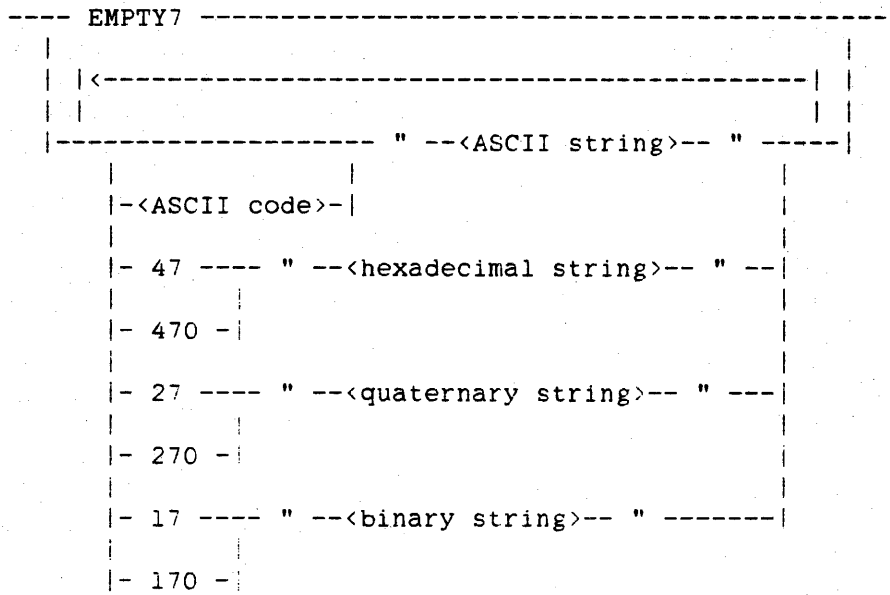 ---- EMPTY7 -----------------------------------------
| |
| |<------------------------------------------| |
| | | |
|-------------------- " --<ASCII string>-- " -----|
| | |
|-<ASCII code>-| |
| |
|- 47 ---- " --<hexadecimal string>-- " --|
| | |
|- 470 -| |
| |
|- 27 ---- " --<quaternary string>-- " ---|
| | |
|- 270 -| |
| |
|- 17 ---- " --<binary string>-- " -------|
| |
|- 170 -|